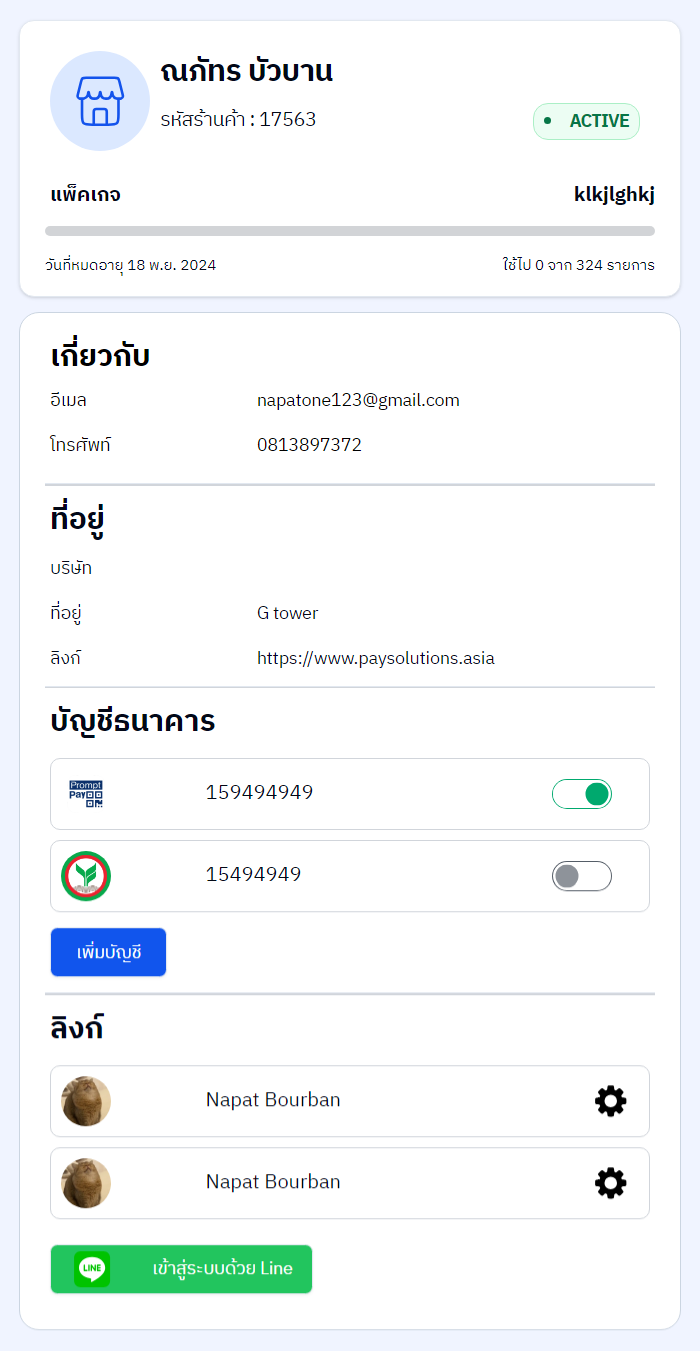 ณภัทร บัวบาน
รหัสร้านค้า : 17563
ACTIVE
แพ็คเกจ klkjlghkj
วันที่หมดอายุ 18 พ.ย. 2024 ใช้ไป 0 จาก 324 รายการ
เกี่ยวกับ
อีเมล napatone123@gmail.com
โทรศัพท์ 0813897372
ที่อยู่
บริษัท
ที่อยู่ G tower
ลิงก์ https://www.paysolutions.asia
บัญชีธนาคาร
Prompt
Pay
159494949
15494949
เพิ่มบัญชี
ลิงก์
Napat Bourban
Napat Bourban
LINE เข้าสู่ระบบด้วย Line